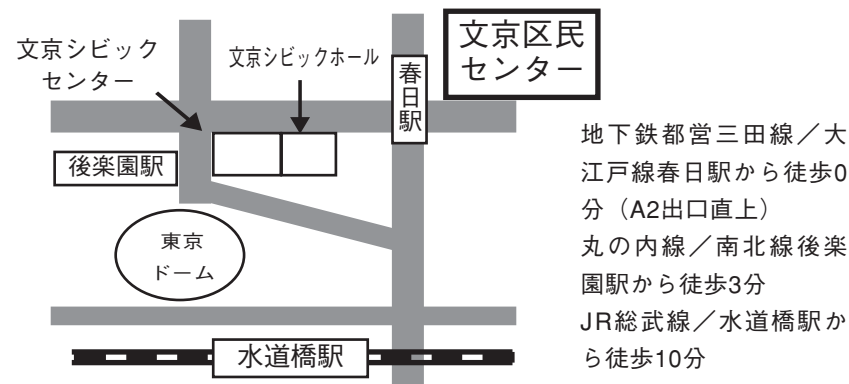 文京シビック
センター
文京シビックホール
春日駅
文京区民
センター
後楽園駅
東京
ドーム
水道橋駅
地下鉄都営三田線／大
江戸線春日駅から徒歩0
分（A2出口直上）
丸の内線／南北線後楽
園駅から徒歩3分
JR総武線／水道橋駅か
ら徒歩10分